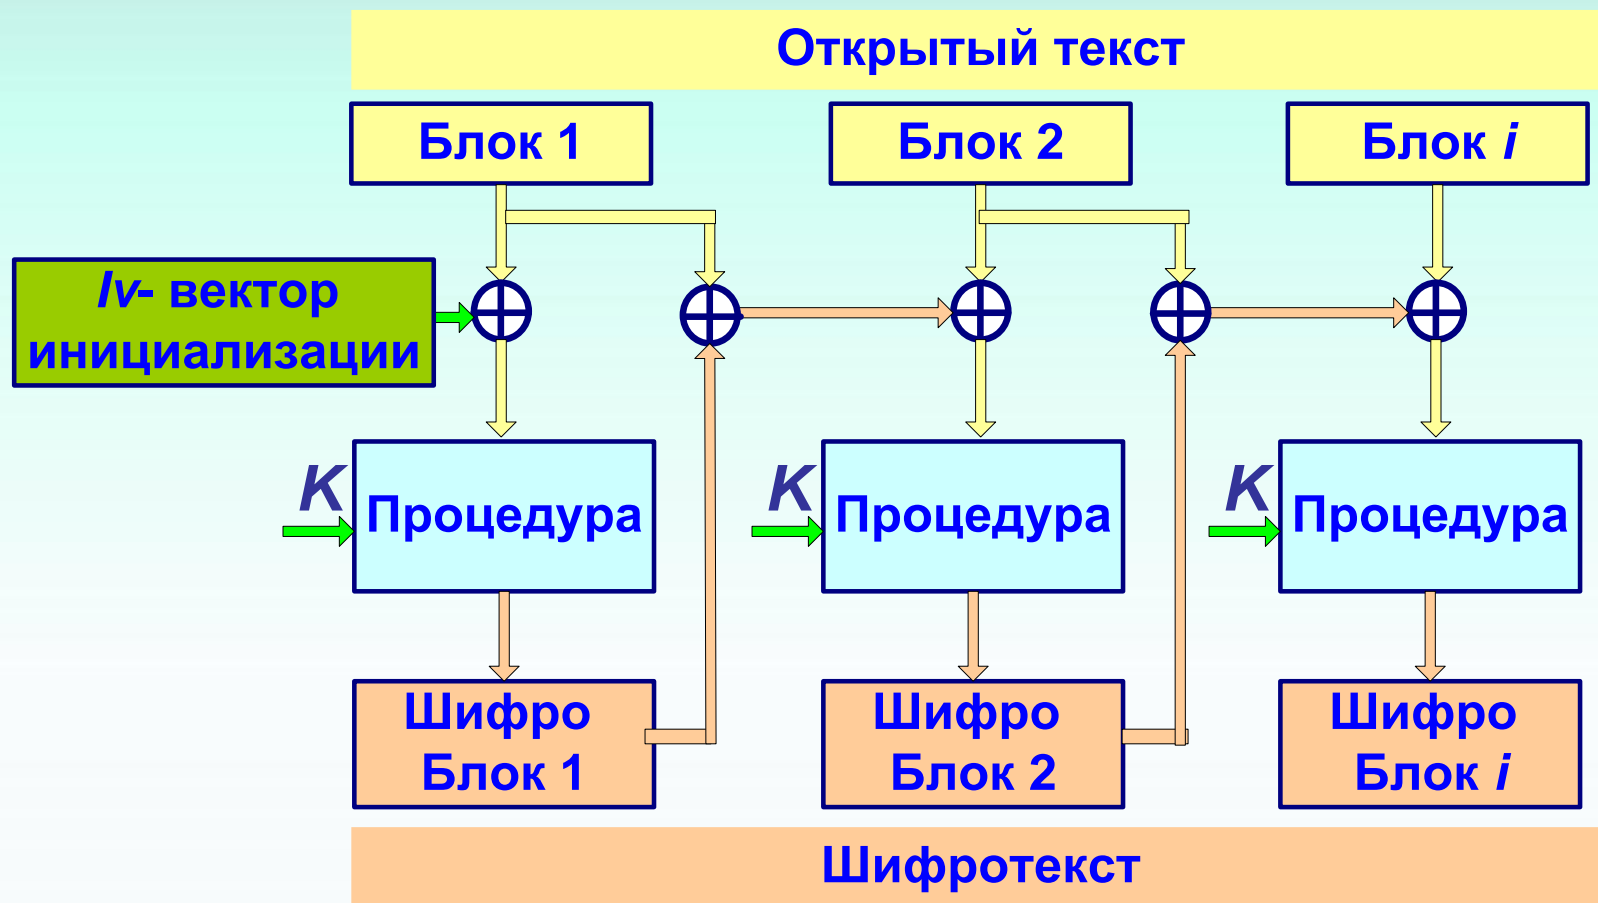 Открытый текст
Блок 1
Блок 2
Блок i
Iv- вектор
инициализации
K
Процедура
K
Процедура
K
Процедура
Шифро
Блок 1
Шифро
Блок 2
Шифро
Блок i
Шифротекст